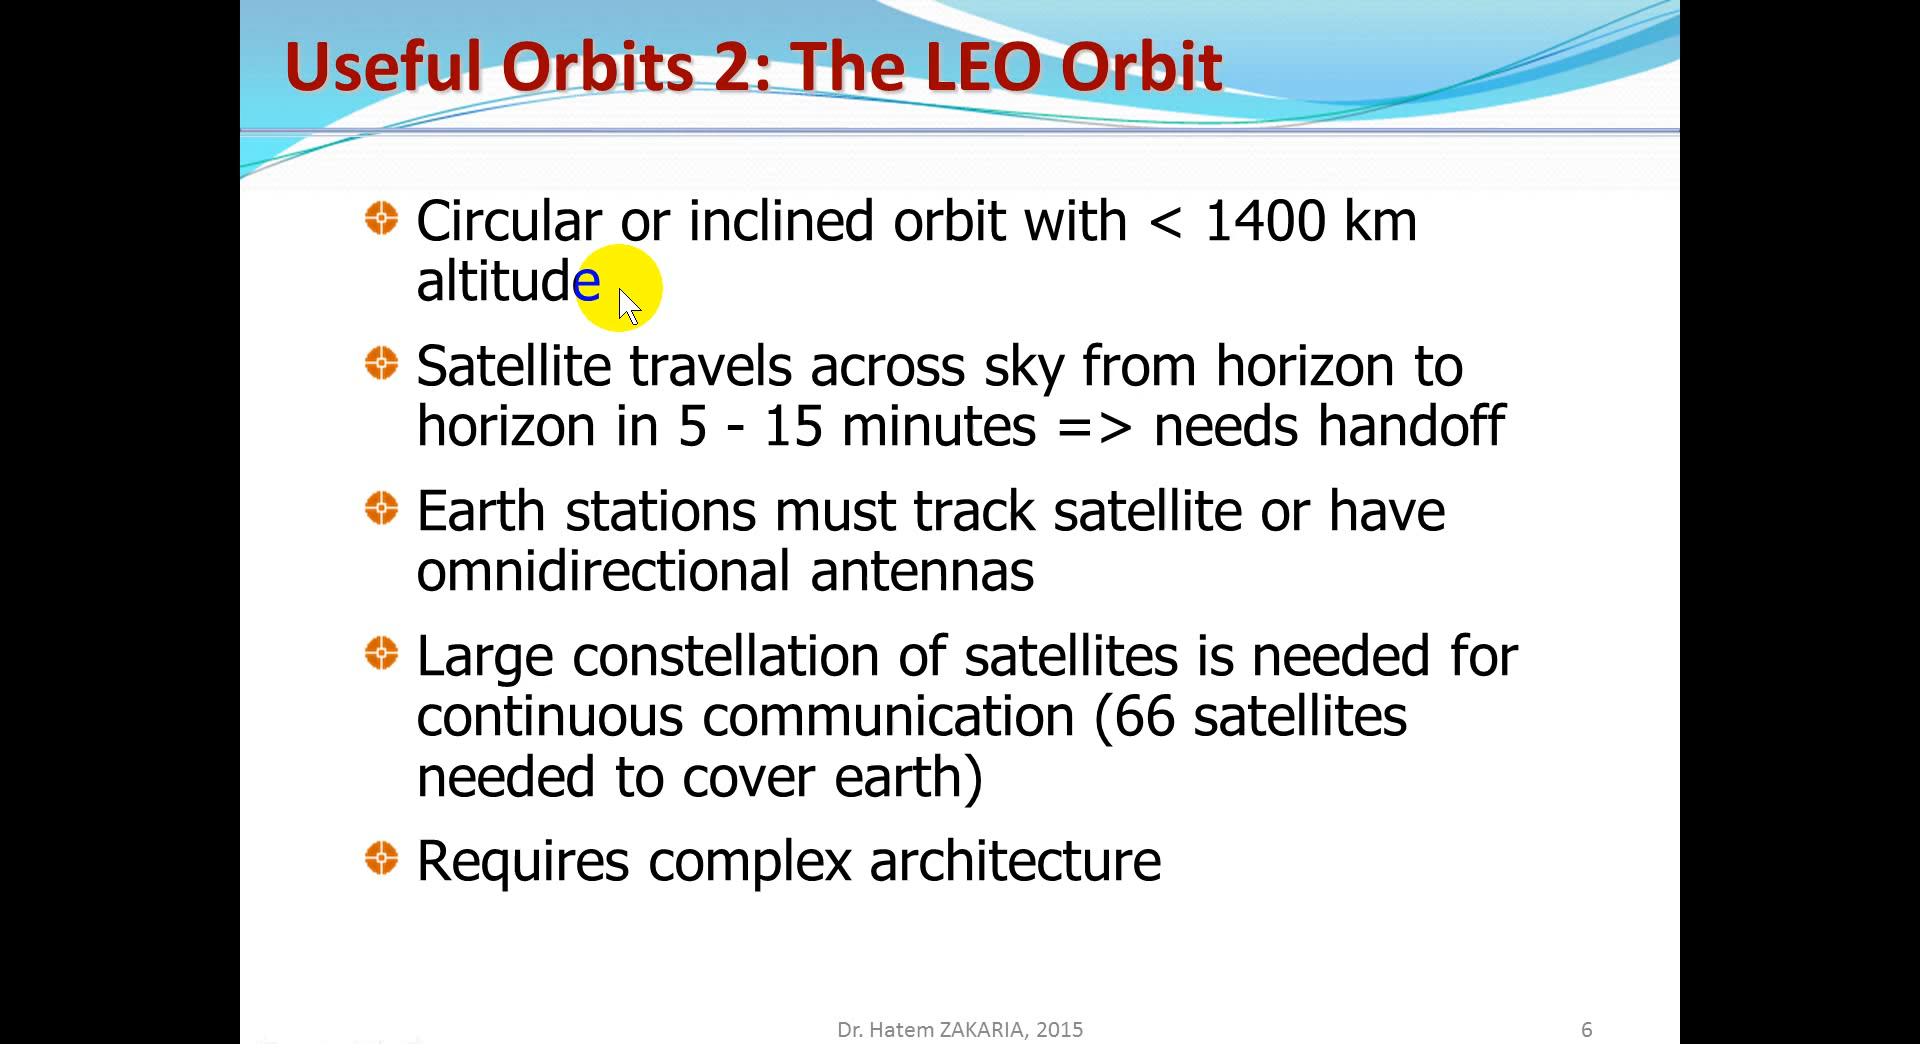 Useful Orbits 2: The LEO Orbit
Circular or inclined orbit with < 1400 km
altitude
Satellite travels across sky from horizon to
horizon in 5 - 15 minutes => needs handoff
Earth stations must track satellite or have
omnidirectional antennas
Large constellation of satellites is needed for
continuous communication (66 satellites
needed to cover earth)
Requires complex architecture
Dr. Hatem ZAKARIA, 2015
6